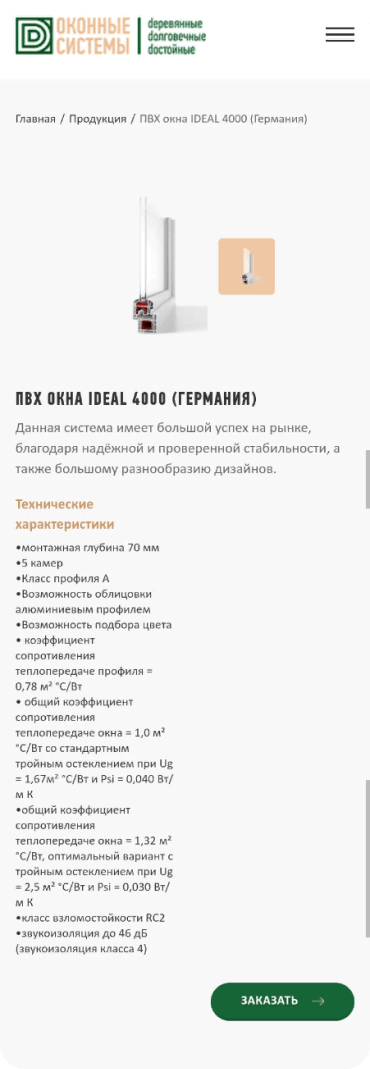 ОКОННЫЕ
СИСТЕМЫ
деревянные
долговечные
достойные
Главная / Продукция / ПВХ окна IDEAL 4000 (Германия)
ПВХ ОКНА IDEAL 4000 (ГЕРМАНИЯ)
Данная система имеет большой успех на рынке,
благодаря надёжной и проверенной стабильности, а
также большому разнообразию дизайнов.
Технические
характеристики
•монтажная глубина 70 мм
•5 камер
•Класс профиля А
•Возможность облицовки
алюминиевым профилем
•Возможность подбора цвета
• коэффициент
сопротивления
теплопередаче профиля =
0,78 м² °С/Вт
• общий коэффициент
сопротивления
теплопередаче окна = 1,0 м²
°С/Вт со стандартным
тройным остеклением при Ug
= 1,67м² °С/Вт и Psi = 0,040 Вт/
м К
•общий коэффициент
сопротивления
теплопередаче окна = 1,32 м²
°С/Вт, оптимальный вариант с
тройным остеклением при Ug
= 2,5 м² °С/Вт и Psi = 0,030 Вт/
м К
•класс взломостойкости RC2
•звукоизоляция до 46 дБ
(звукоизоляция класса 4)
ЗАКАЗАТЬ →